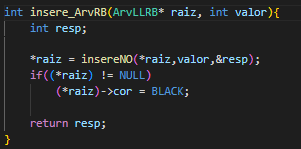 int insere_ArvRB(ArvLLRB* raiz, int valor){
    int resp;

    *raiz = insereNO(*raiz,valor,&resp);
    if((*raiz) != NULL)
        (*raiz)->cor = BLACK;

    return resp;
}